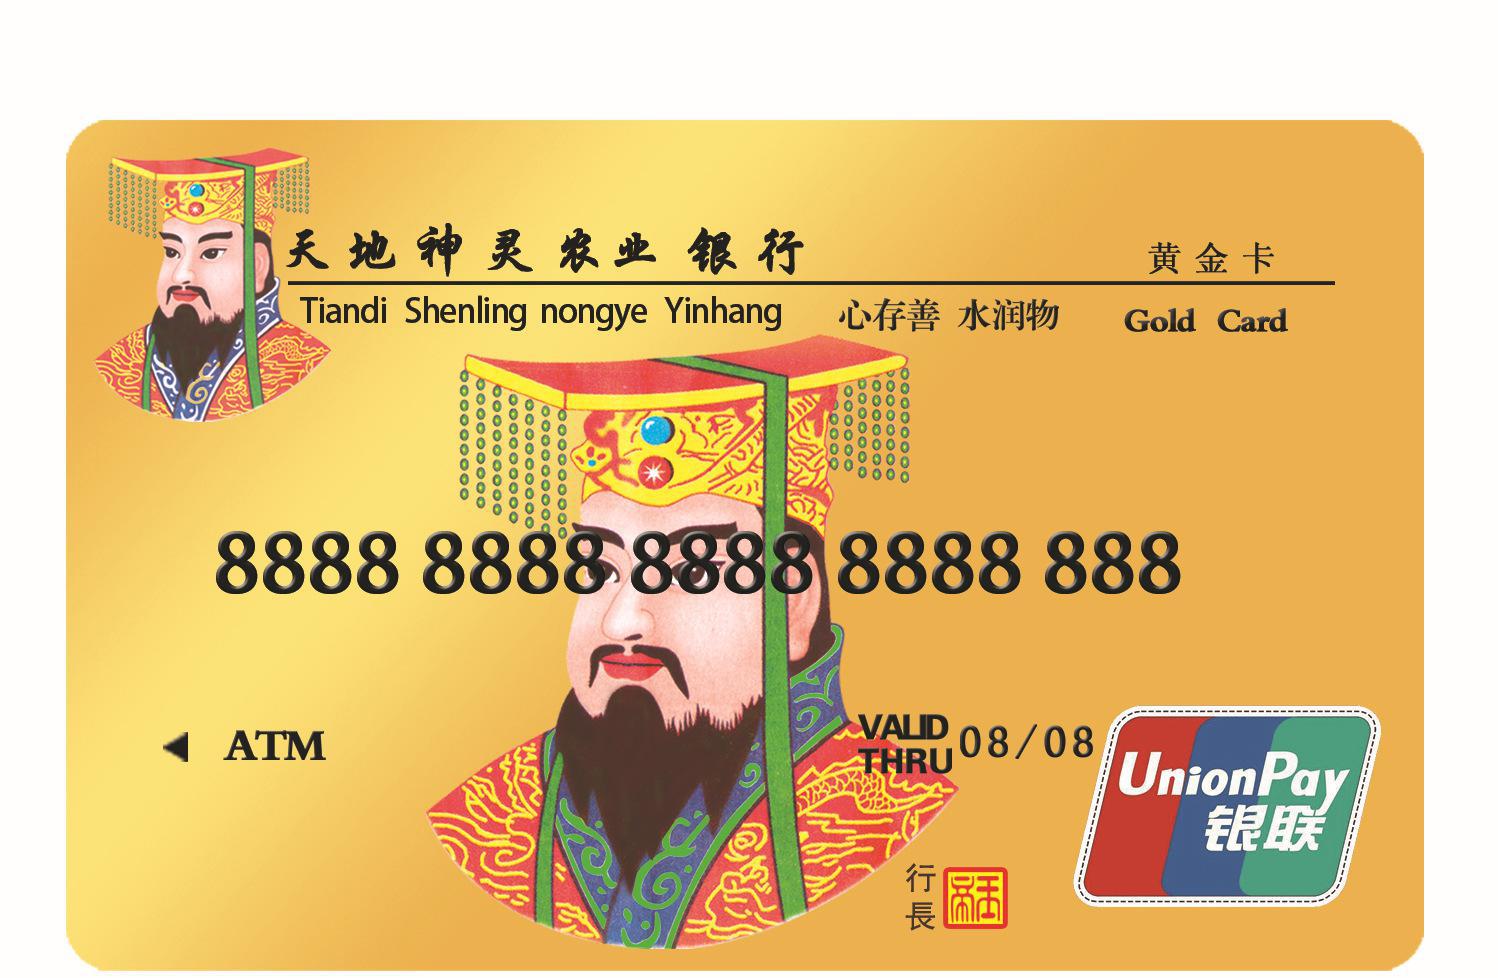 天地神灵农业银行
黄金卡
Tiandi Shenling nongye Yinhang
心存善 水润物
Gold Card
8888 8888 8888 8888 888
ATM
VALID
THRU
08/08
UnionPay
银联
行
長